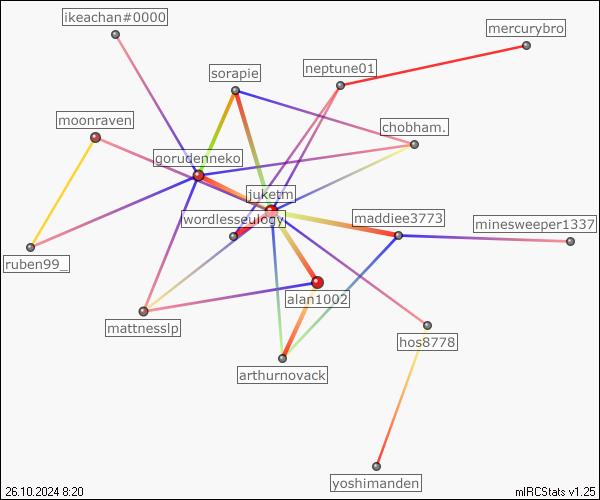 ikeachan#0000
mercurybro
sorapie
neptune01
moonraven
chobham.
gorudenneko
juketm
wordlesseulogy
maddiee3773
minesweeper1337
ruben99_
alan1002
mattnesslp
hos8778
arthurnovack
yoshimanden
26.10.2024 8:20
mIRCStats v1.25